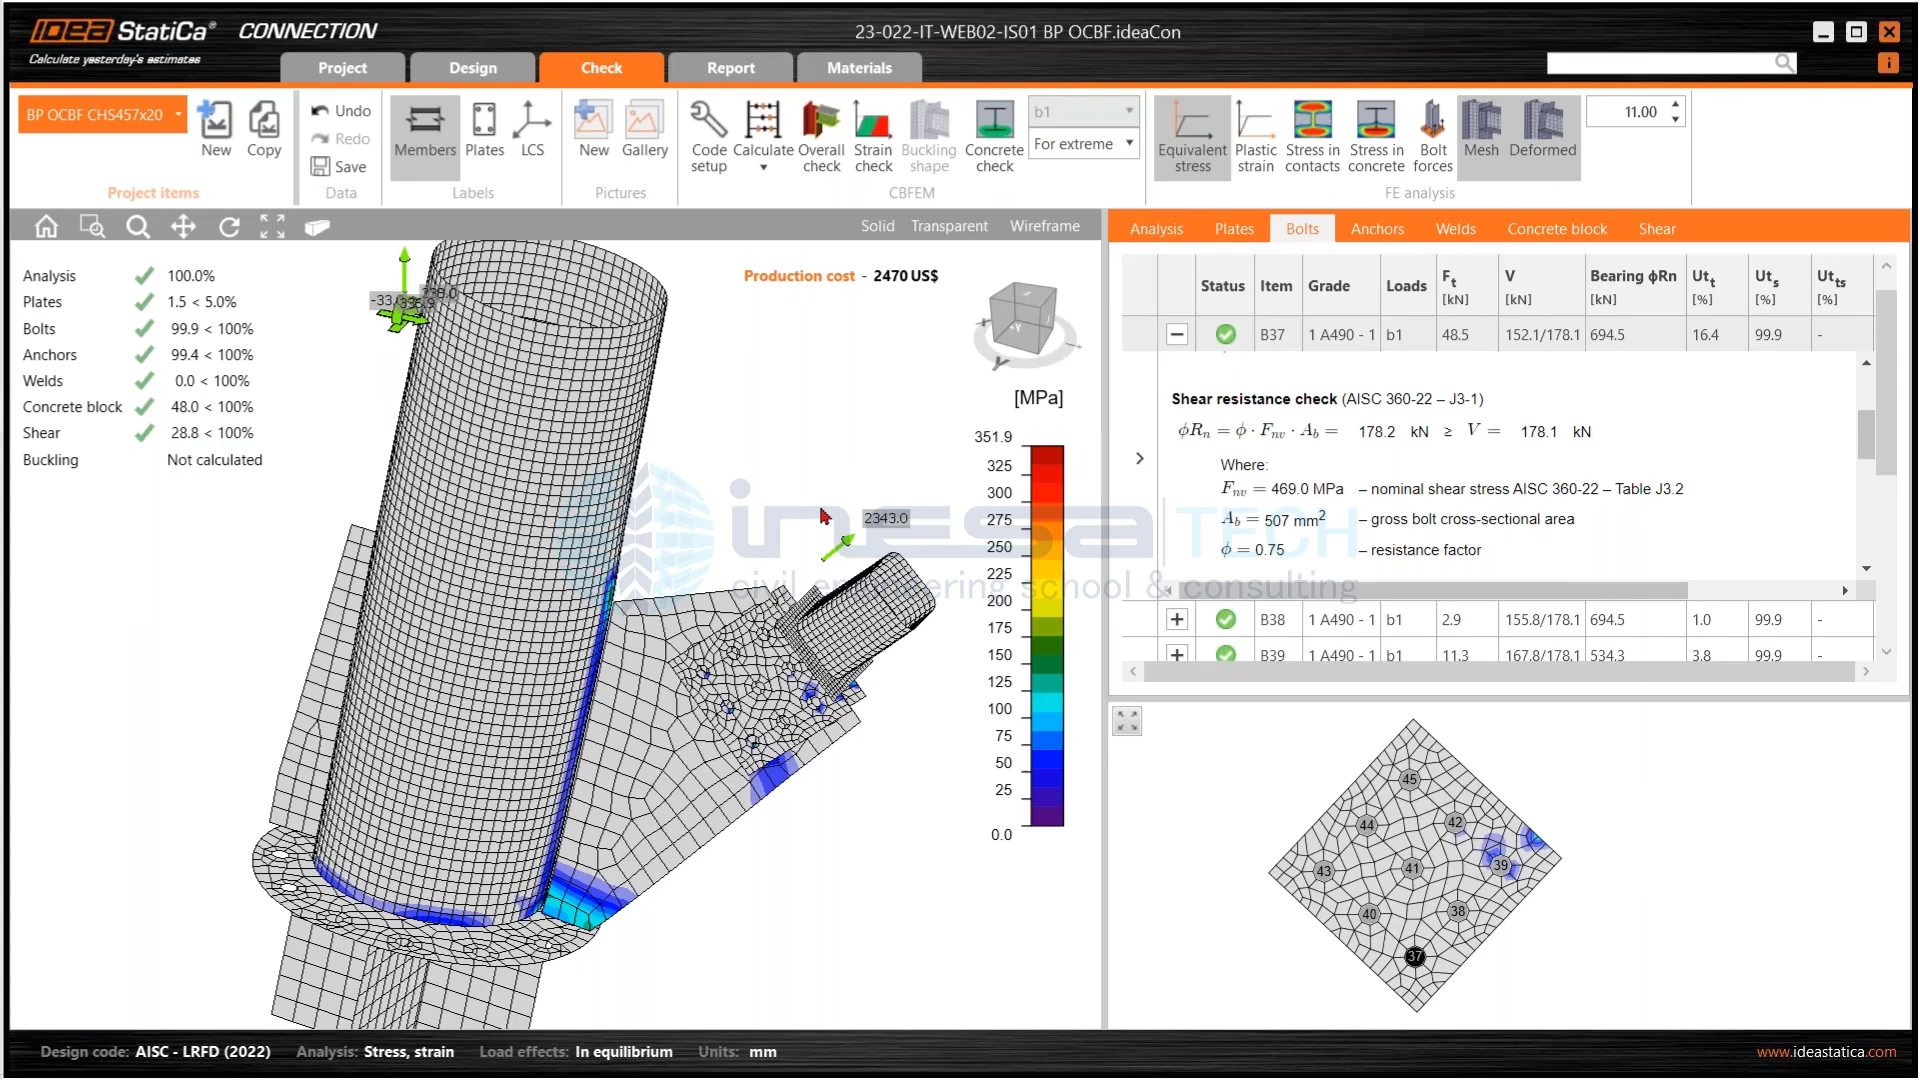 IDEA StatiCa® CONNECTION
Calculate yesterday's estimates
23-022-IT-WEB02-IS01 BP OCBF.ideaCon
Project Design Check Report Materials
BP OCBF CHS457x20
New Copy
Project items
Undo
Redo
Save
Data
Members Plates LCS
Labels
New Gallery
Pictures
Code setup Calculate Overall check Strain check Buckling shape Concrete check
b1
For extreme
CBFEM
Equivalent stress Plastic strain Stress in contacts Stress in concrete Bolt forces Mesh Deformed
11.00
FE analysis
Solid Transparent Wireframe
Analysis 100.0%
Plates 1.5 < 5.0%
Bolts 99.9 < 100%
Anchors 99.4 < 100%
Welds 0.0 < 100%
Concrete block 48.0 < 100%
Shear 28.8 < 100%
Buckling Not calculated
Production cost - 2470 US$
[MPa]
351.9
325
300
275
250
225
200
175
150
125
100
75
50
25
0.0
2343.0
inesa TECH
civil engineering school & consulting
Analysis Plates Bolts Anchors Welds Concrete block Shear
Status Item Grade Loads Ft [kN] V [kN] Bearing ϕRn [kN] Utt [%] Uts [%] Utts [%]
B37 1 A490 - 1 b1 48.5 152.1/178.1 694.5 16.4 99.9 -
Shear resistance check (AISC 360-22 – J3-1)
ϕRn = ϕ · Fnv · Ab = 178.2 kN ≥ V = 178.1 kN
Where:
Fnv = 469.0 MPa – nominal shear stress AISC 360-22 – Table J3.2
Ab = 507 mm² – gross bolt cross-sectional area
ϕ = 0.75 – resistance factor
B38 1 A490 - 1 b1 2.9 155.8/178.1 694.5 1.0 99.9 -
B39 1 A490 - 1 b1 11.3 167.8/178.1 534.3 3.8 99.9 -
45
44 42
43 41 39
40 38
37
Design code: AISC - LRFD (2022) Analysis: Stress, strain Load effects: In equilibrium Units: mm
www.ideastatica.com